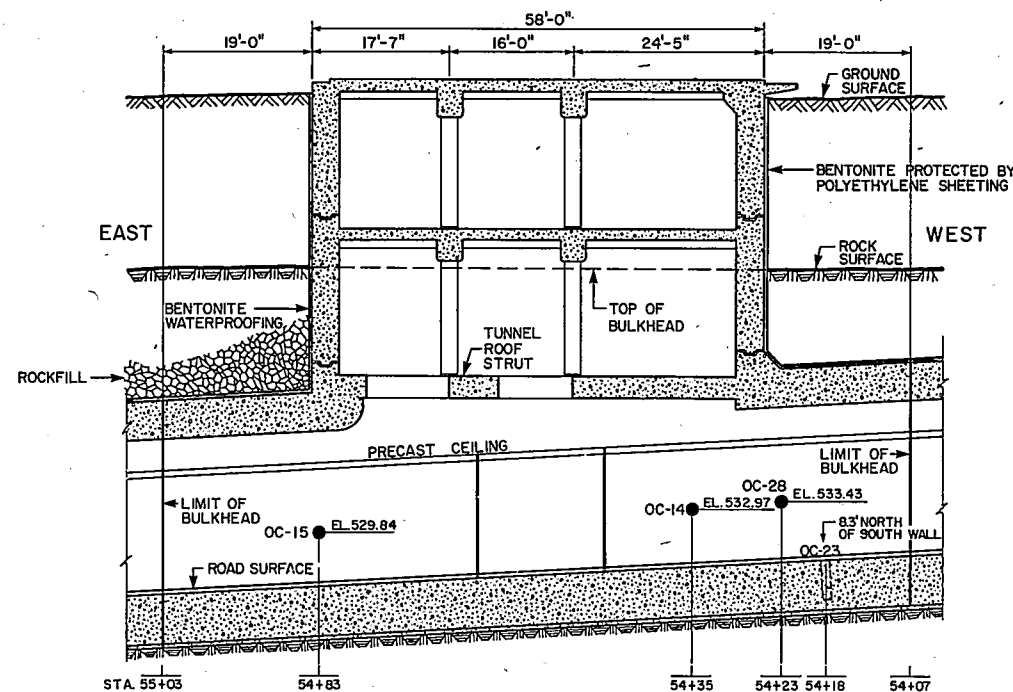 58'-0"
19'-0"
17'-7"
16'-0"
24'-5"
19'-0"
GROUND
SURFACE
BENTONITE PROTECTED BY
POLYETHYLENE SHEETING
EAST
WEST
ROCK
SURFACE
BENTONITE
WATERPROOFING
TOP OF
BULKHEAD
TUNNEL
ROOF
STRUT
ROCKFILL
PRECAST CEILING
LIMIT OF
BULKHEAD
LIMIT OF
BULKHEAD
OC-28
EL.533.43
OC-14
EL.532.97
OC-15
EL.529.84
8.3' NORTH
OF SOUTH WALL
OC-23
ROAD SURFACE
STA. 55+03
54+83
54+35
54+23
54+18
54+07